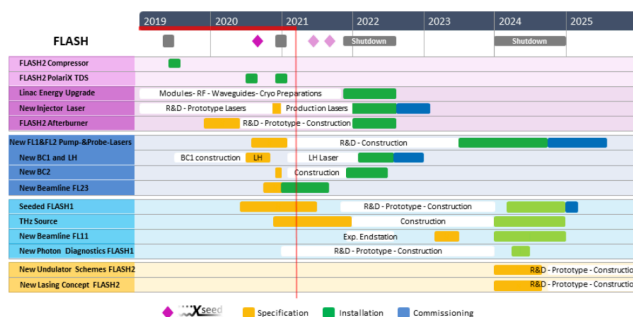 2019 2020 2021 2022 2023 2024 2025
FLASH Shutdown Shutdown
FLASH2 Compressor
FLASH2 PolariX TDS
Linac Energy Upgrade Modules- RF - Waveguides- Cryo Preparations
New Injector Laser R&D - Prototype Lasers Production Lasers
FLASH2 Afterburner R&D - Prototype - Construction
New FL1&FL2 Pump-&Probe-Lasers R&D - Construction
New BC1 and LH BC1 construction LH LH Laser
New BC2 Construction
New Beamline FL23
Seeded FLASH1 R&D - Prototype - Construction
THz Source Construction
New Beamline FL11 Exp. Endstation
New Photon Diagnostics FLASH1 R&D - Prototype - Construction
New Undulator Schemes FLASH2 R&D - Prototype - Constructio
New Lasing Concept FLASH2 R&D - Prototype - Constructio
Xseed Specification Installation Commissioning